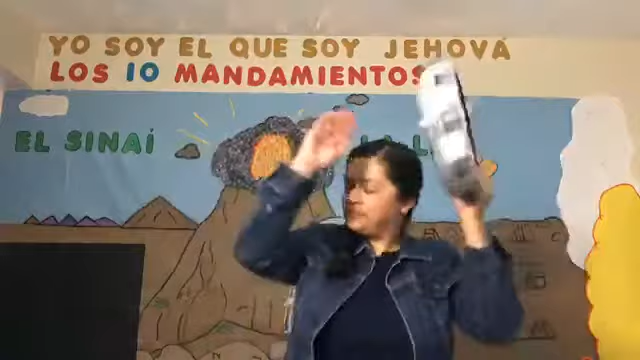 YO SOY EL QUE SOY JEHOVÁ
LOS 10 MANDAMIENTOS
EL SINAÍ